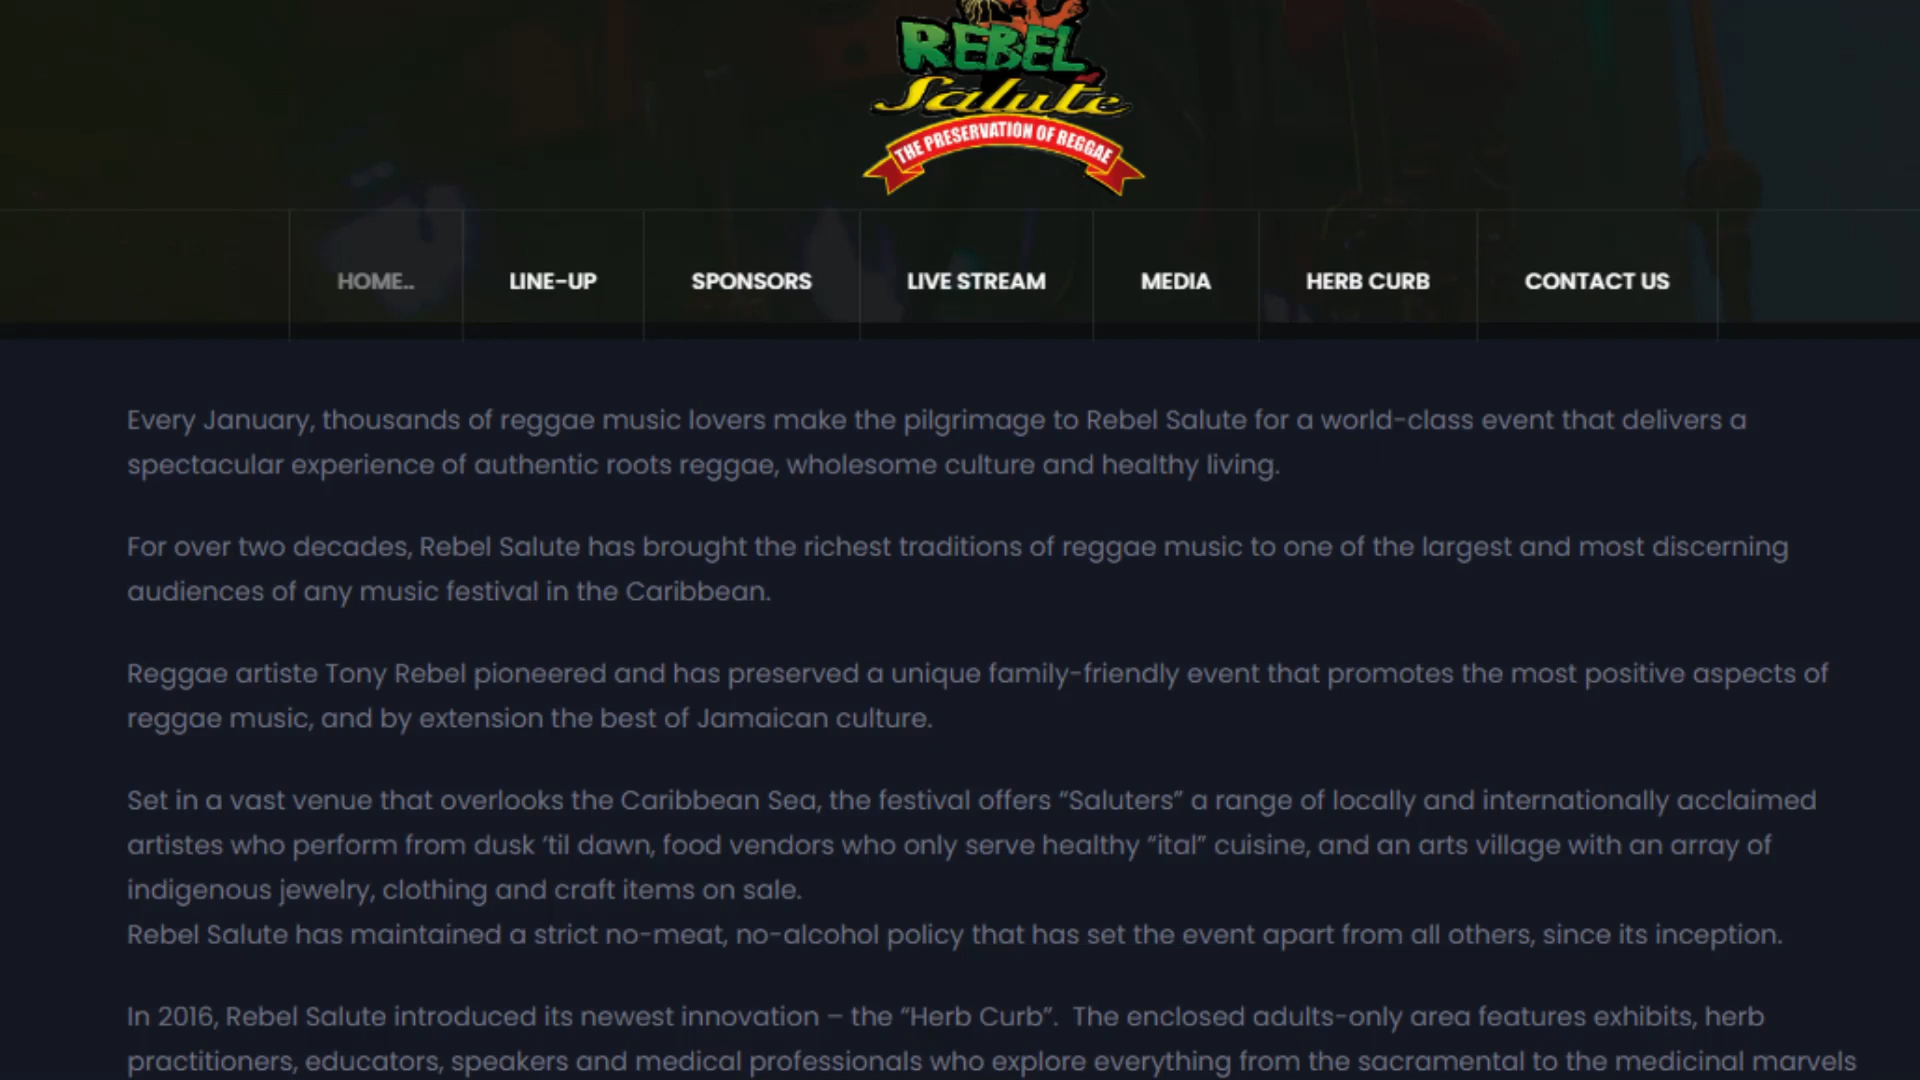 REBEL
Salute
THE PRESERVATION OF REGGAE
HOME..
LINE-UP
SPONSORS
LIVE STREAM
MEDIA
HERB CURB
CONTACT US
Every January, thousands of reggae music lovers make the pilgrimage to Rebel Salute for a world-class event that delivers a
spectacular experience of authentic roots reggae, wholesome culture and healthy living.
For over two decades, Rebel Salute has brought the richest traditions of reggae music to one of the largest and most discerning
audiences of any music festival in the Caribbean.
Reggae artiste Tony Rebel pioneered and has preserved a unique family-friendly event that promotes the most positive aspects of
reggae music, and by extension the best of Jamaican culture.
Set in a vast venue that overlooks the Caribbean Sea, the festival offers “Saluters” a range of locally and internationally acclaimed
artistes who perform from dusk ‘til dawn, food vendors who only serve healthy “ital” cuisine, and an arts village with an array of
indigenous jewelry, clothing and craft items on sale.
Rebel Salute has maintained a strict no-meat, no-alcohol policy that has set the event apart from all others, since its inception.
In 2016, Rebel Salute introduced its newest innovation – the “Herb Curb”.  The enclosed adults-only area features exhibits, herb
practitioners, educators, speakers and medical professionals who explore everything from the sacramental to the medicinal marvels